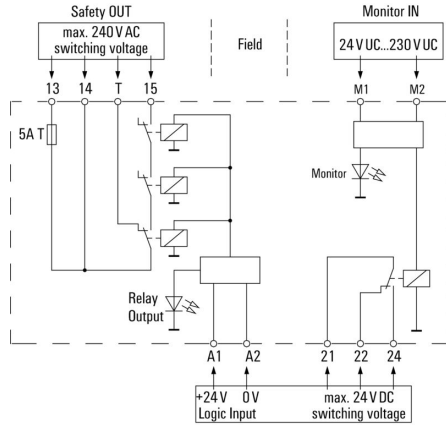 Safety OUT
max. 240 V AC
switching voltage
Field
Monitor IN
24 V UC...230 V UC
13 14 T 15
M1 M2
5A T
Monitor
Relay
Output
A1 A2
21 22 24
+24 V 0 V
Logic Input
max. 24 V DC
switching voltage